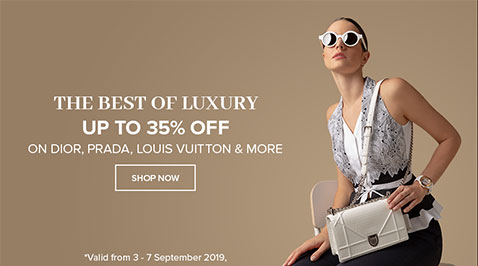 THE BEST OF LUXURY
UP TO 35% OFF
ON DIOR, PRADA, LOUIS VUITTON & MORE
SHOP NOW
*Valid from 3 - 7 September 2019,